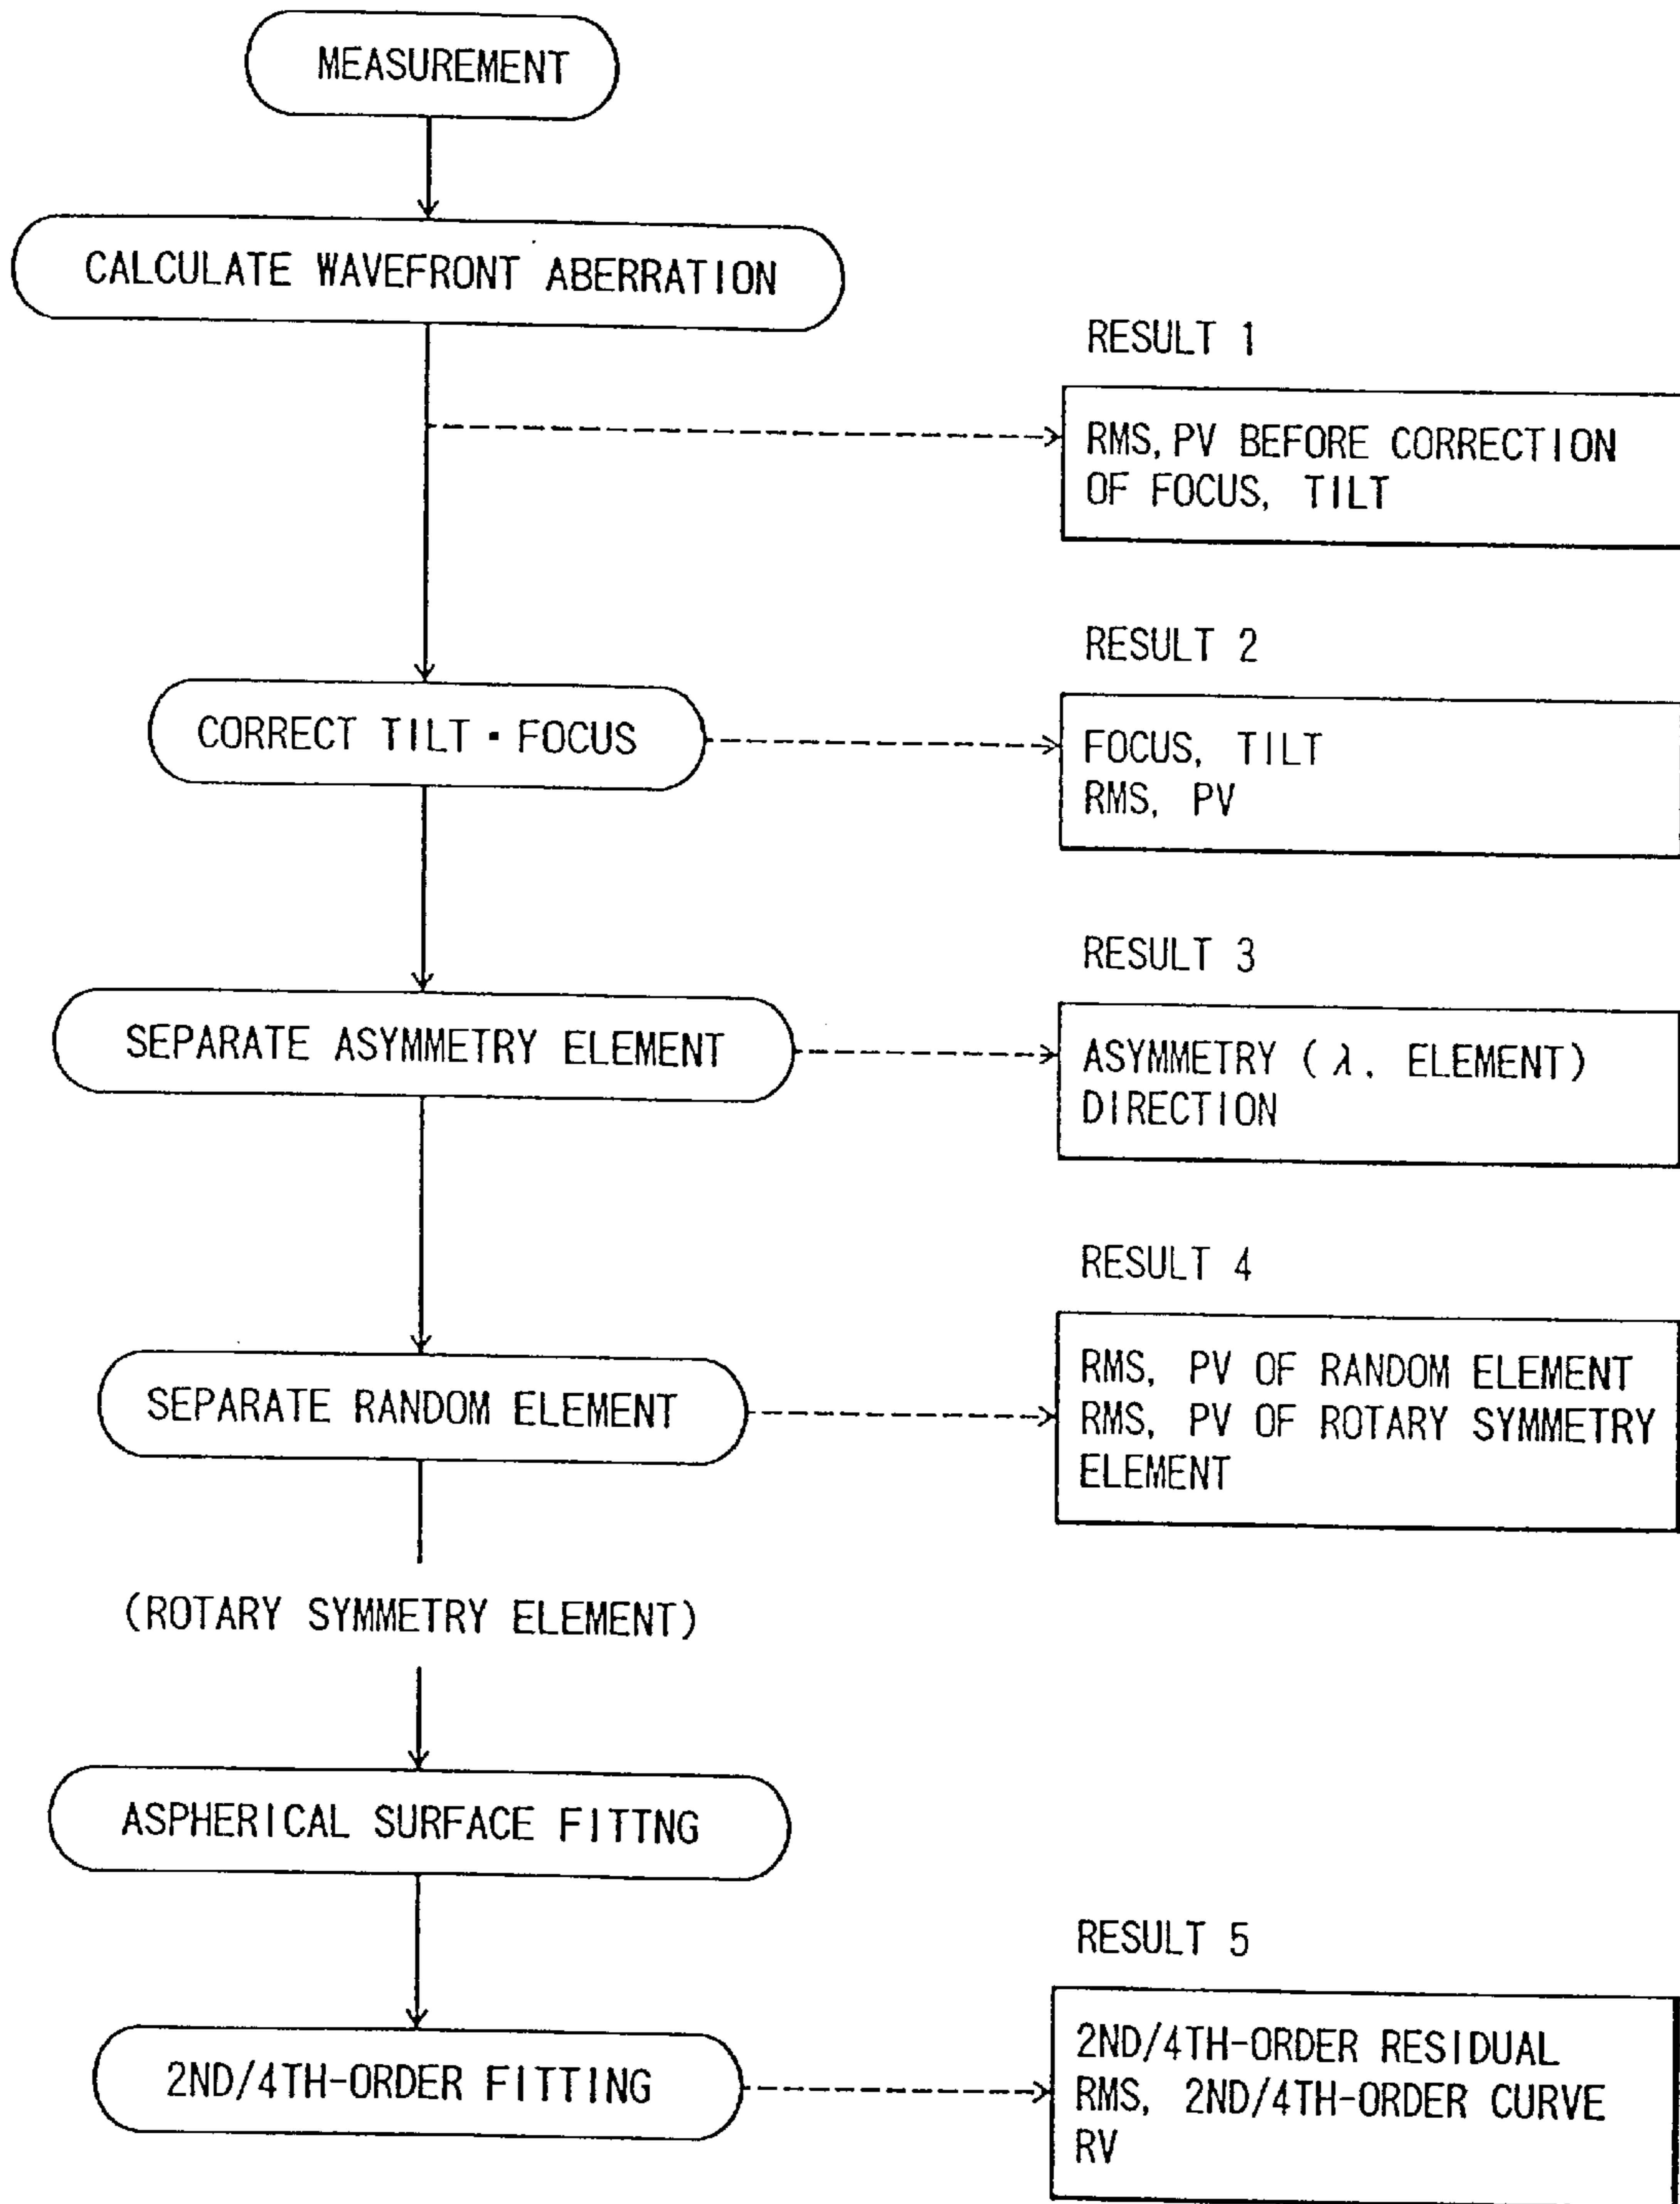 MEASUREMENT
CALCULATE WAVEFRONT ABERRATION
RESULT 1
RMS, PV BEFORE CORRECTION
OF FOCUS, TILT
RESULT 2
CORRECT TILT・FOCUS
FOCUS, TILT
RMS, PV
RESULT 3
SEPARATE ASYMMETRY ELEMENT
ASYMMETRY (λ, ELEMENT)
DIRECTION
RESULT 4
SEPARATE RANDOM ELEMENT
RMS, PV OF RANDOM ELEMENT
RMS, PV OF ROTARY SYMMETRY
ELEMENT
(ROTARY SYMMETRY ELEMENT)
ASPHERICAL SURFACE FITTNG
RESULT 5
2ND/4TH-ORDER FITTING
2ND/4TH-ORDER RESIDUAL
RMS, 2ND/4TH-ORDER CURVE
RV